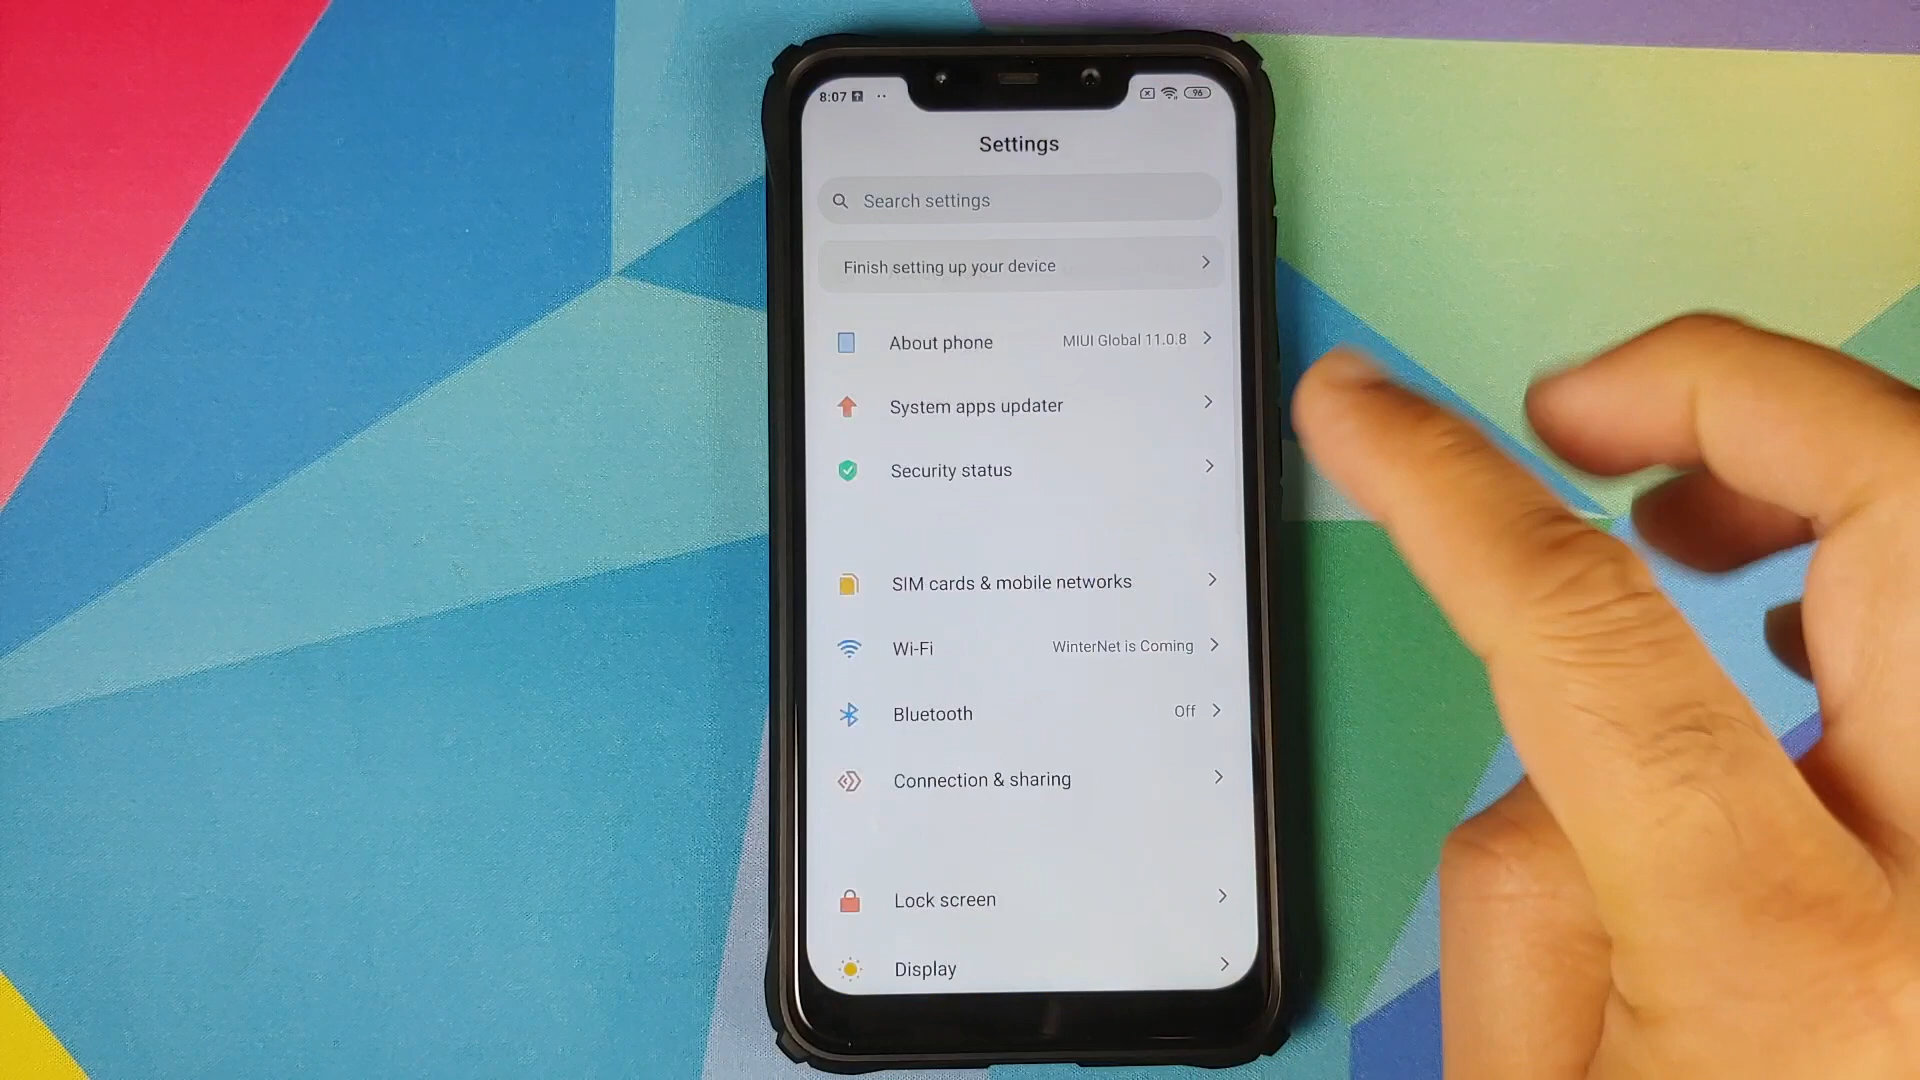 8:07
96
Settings
Search settings
Finish setting up your device
About phone MIUI Global 11.0.8
System apps updater
Security status
SIM cards & mobile networks
Wi-Fi WinterNet is Coming
Bluetooth Off
Connection & sharing
Lock screen
Display